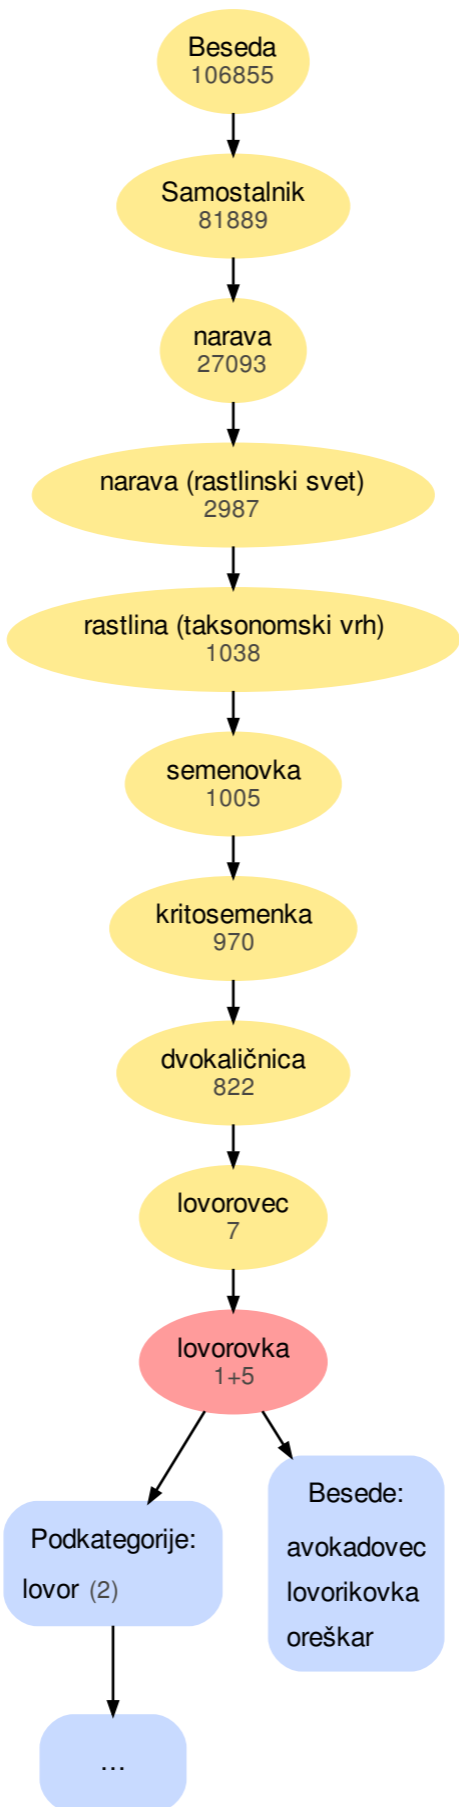 Beseda
106855
Samostalnik
81889
narava
27093
narava (rastlinski svet)
2987
rastlina (taksonomski vrh)
1038
semenovka
1005
kritosemenka
970
dvokaličnica
822
lovorovec
7
lovorovka
1+5
Podkategorije:
lovor (2)
...
Besede:
avokadovec
lovorikovka
oreškar